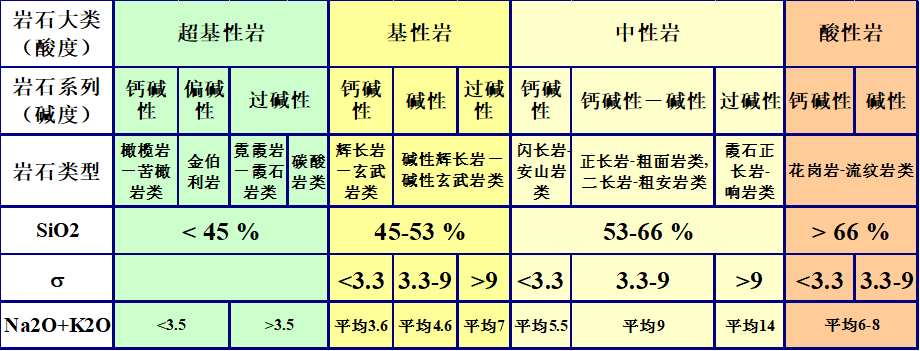 岩石大类 超基性岩 基性岩 中性岩 酸性岩
（酸度）
岩石系列 钙碱 偏碱 过碱性 钙碱 碱性 过碱 钙碱 钙碱性－碱性 过碱性 钙碱性 碱性
（碱度） 性 性 性 性 性
岩石类型 橄榄岩 金伯 霓霞岩 碳酸 辉长岩 碱性辉长岩－ 闪长岩- 正长岩-粗面岩类, 霞石正 花岗岩-流纹岩类
－苦橄 利岩 －霞石 岩类 －玄武 碱性玄武岩类 安山岩 二长岩-粗安岩类 长岩-
岩类 岩类 岩类 类 响岩类
SiO2 < 45 % 45-53 % 53-66 % > 66 %
σ <3.3 3.3-9 >9 <3.3 3.3-9 >9 <3.3 3.3-9
Na2O+K2O <3.5 >3.5 平均3.6 平均4.6 平均7 平均5.5 平均9 平均14 平均6-8